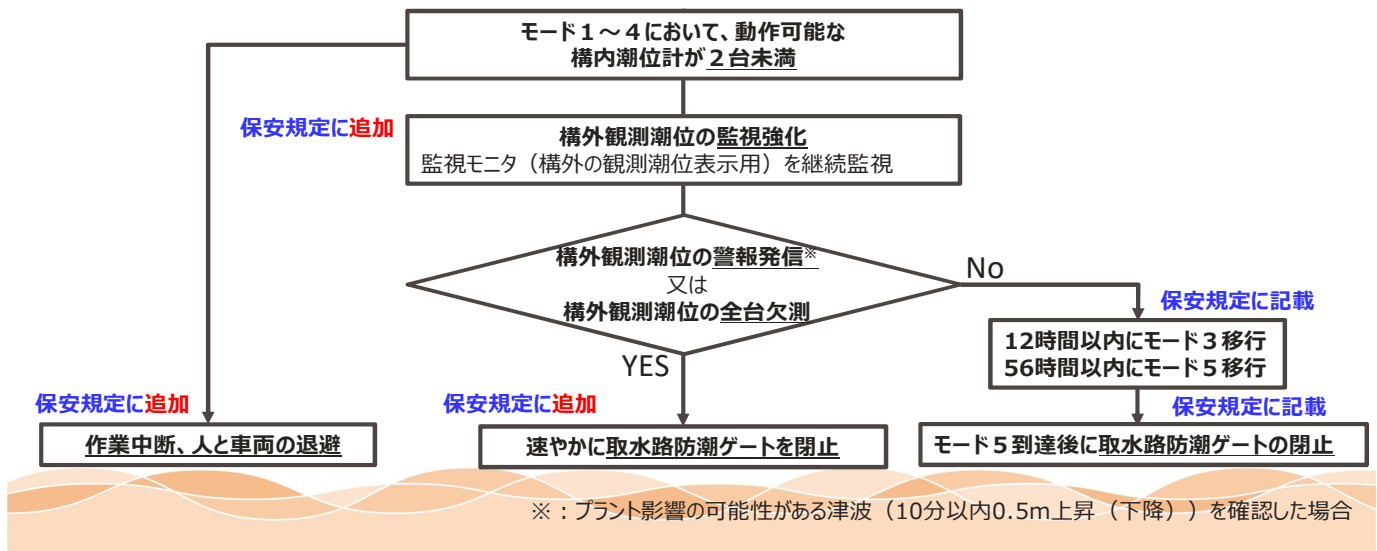 モード１～４において、動作可能な
構内潮位計が２台未満
保安規定に追加
構外観測潮位の監視強化
監視モニタ（構外の観測潮位表示用）を継続監視
構外観測潮位の警報発信※
又は
構外観測潮位の全台欠測
No
YES
保安規定に記載
12時間以内にモード３移行
56時間以内にモード５移行
保安規定に追加
作業中断、人と車両の退避
保安規定に追加
速やかに取水路防潮ゲートを閉止
保安規定に記載
モード５到達後に取水路防潮ゲートの閉止
※：プラント影響の可能性がある津波（10分以内0.5m上昇（下降））を確認した場合